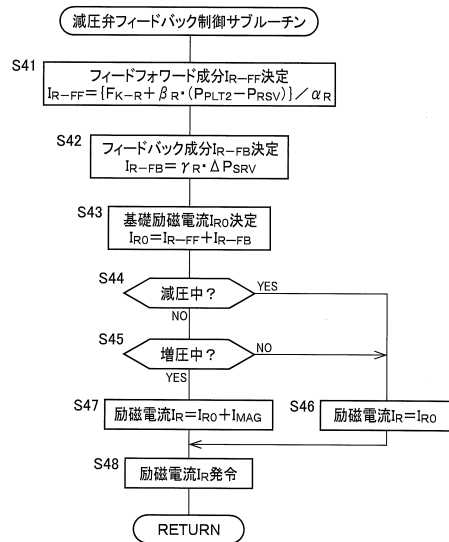 減圧弁フィードバック制御サブルーチン
S41
フィードフォワード成分IR−FF決定
IR−FF={FK−R+βR・(PPLT2−PRSV)}／αR
S42
フィードバック成分IR−FB決定
IR−FB=γR・ΔPSRV
S43
基礎励磁電流IR0決定
IR0=IR−FF+IR−FB
S44
減圧中？
YES
NO
S45
増圧中？
NO
YES
S47
励磁電流IR=IR0+IMAG
S46
励磁電流IR=IR0
S48
励磁電流IR発令
RETURN